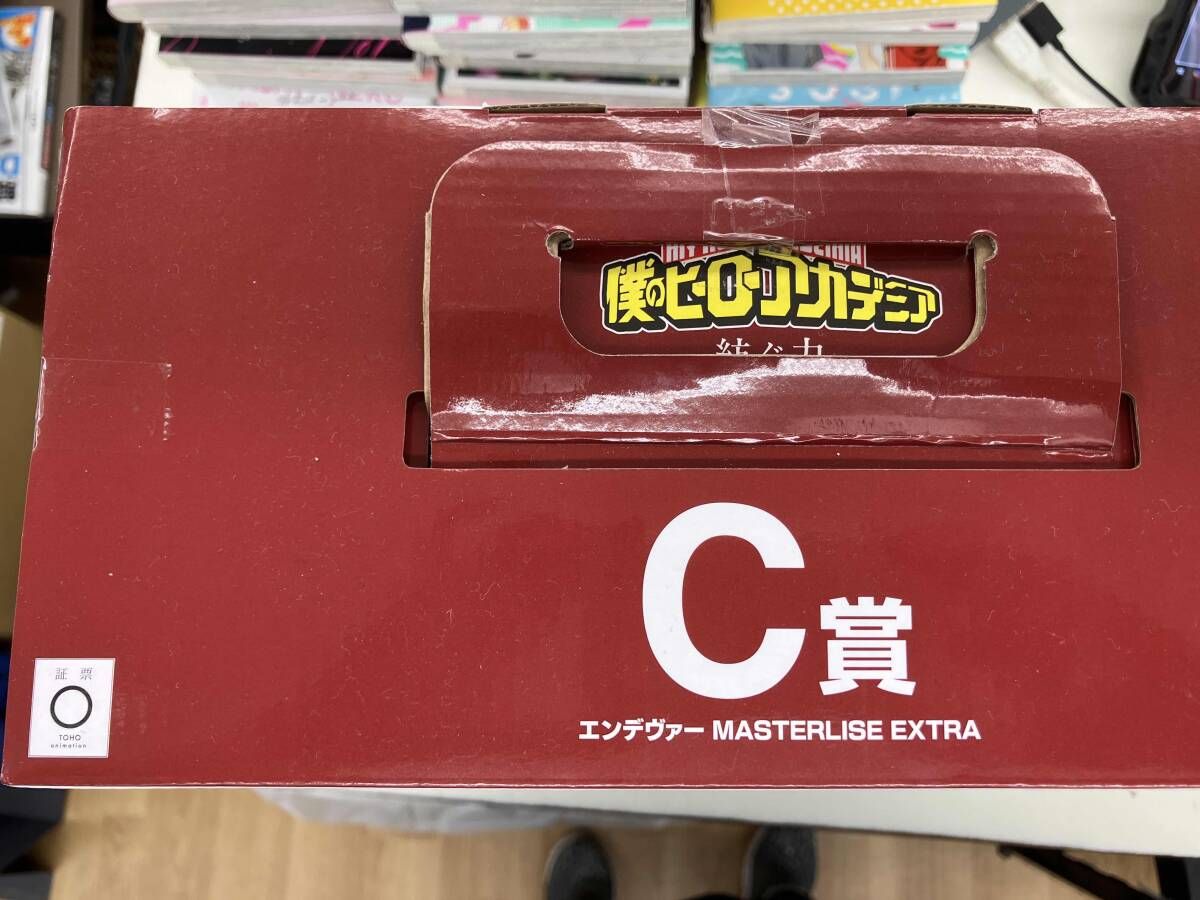 僕のヒーローアカデミア
結ぐ力
C賞
エンデヴァー MASTERLISE EXTRA
証票
TOHO
animation